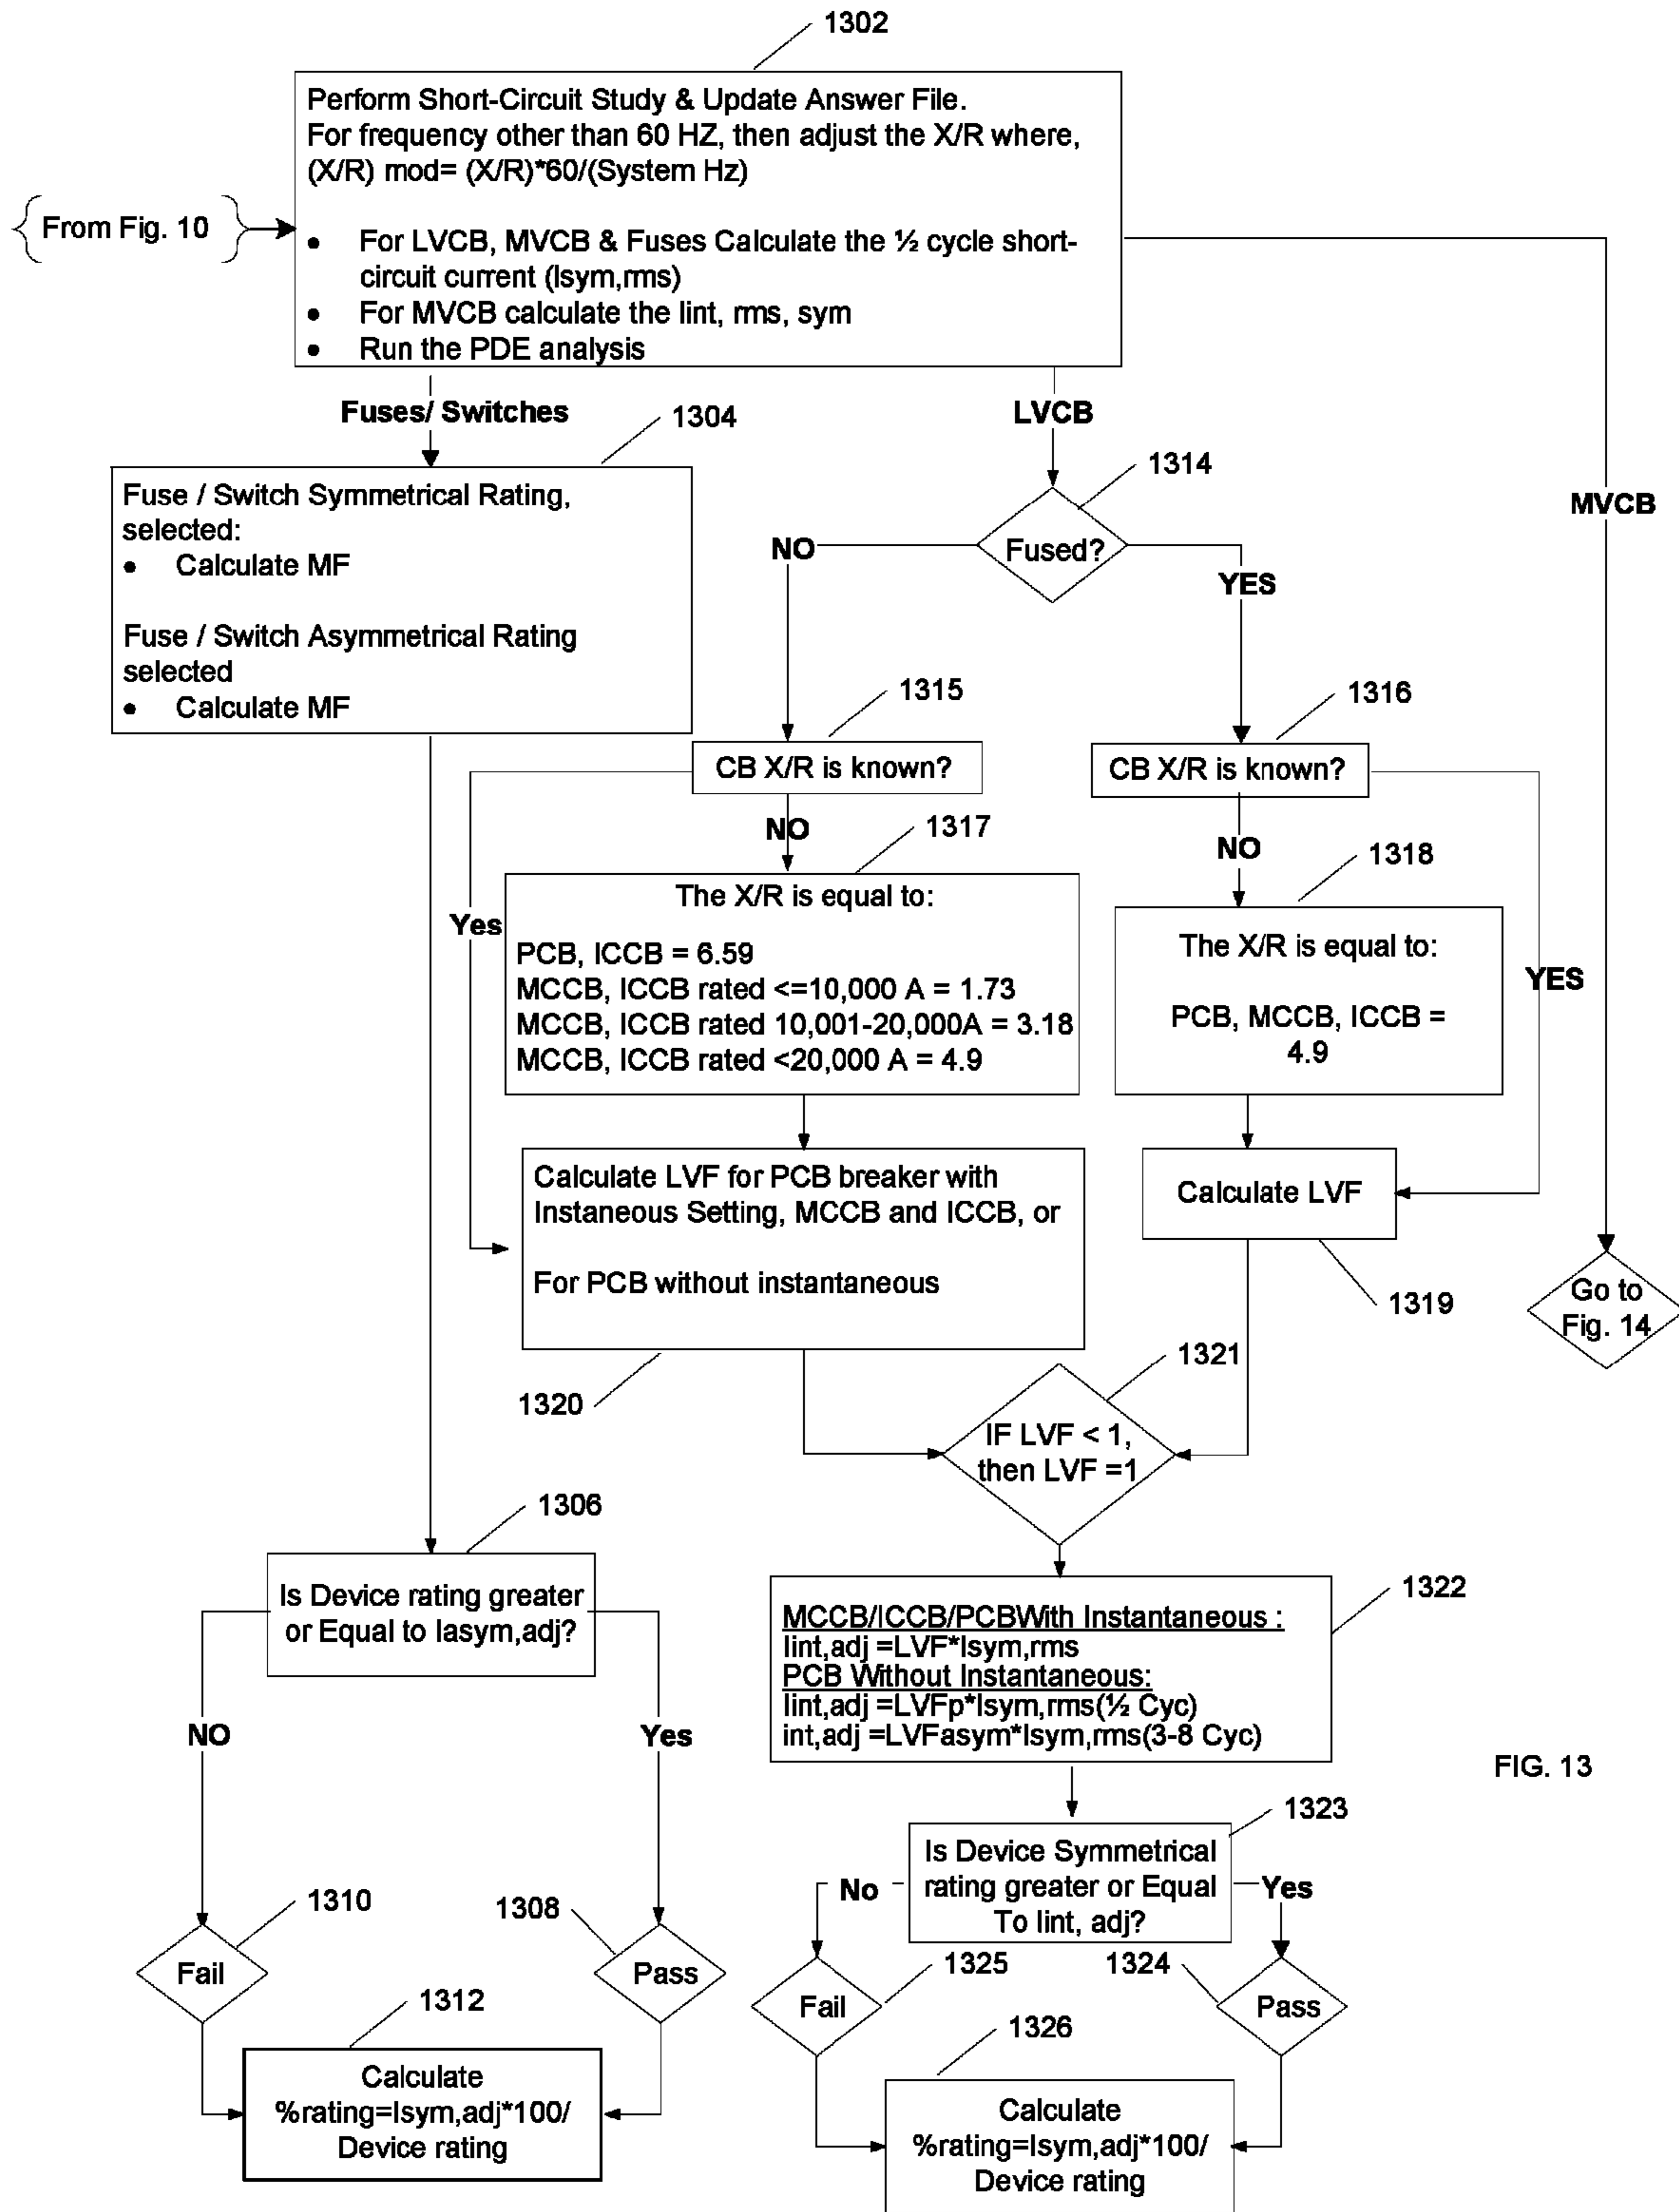 1302
Perform Short-Circuit Study & Update Answer File.
For frequency other than 60 HZ, then adjust the X/R where,
(X/R) mod= (X/R)*60/(System Hz)
From Fig. 10
• For LVCB, MVCB & Fuses Calculate the ½ cycle short-
circuit current (Isym,rms)
• For MVCB calculate the Iint, rms, sym
• Run the PDE analysis
Fuses/ Switches
1304
LVCB
1314
MVCB
Fuse / Switch Symmetrical Rating,
selected:
• Calculate MF
Fuse / Switch Asymmetrical Rating
selected
• Calculate MF
Fused?
NO
YES
1315
1316
CB X/R is known?
CB X/R is known?
NO
1317
NO
1318
Yes
The X/R is equal to:
PCB, ICCB = 6.59
MCCB, ICCB rated <=10,000 A = 1.73
MCCB, ICCB rated 10,001-20,000A = 3.18
MCCB, ICCB rated <20,000 A = 4.9
The X/R is equal to:
PCB, MCCB, ICCB =
4.9
YES
Calculate LVF for PCB breaker with
Instaneous Setting, MCCB and ICCB, or
For PCB without instantaneous
Calculate LVF
1319
Go to
Fig. 14
1320
1321
IF LVF < 1,
then LVF =1
1306
Is Device rating greater
or Equal to Iasym,adj?
1322
MCCB/ICCB/PCBWith Instantaneous :
Iint,adj =LVF*Isym,rms
PCB Without Instantaneous:
Iint,adj =LVFp*Isym,rms(½ Cyc)
int,adj =LVFasym*Isym,rms(3-8 Cyc)
NO
Yes
FIG. 13
1323
Is Device Symmetrical
rating greater or Equal
To Iint, adj?
No
Yes
1310
1308
Fail
Pass
1325
1324
Fail
Pass
1312
Calculate
%rating=Isym,adj*100/
Device rating
1326
Calculate
%rating=Isym,adj*100/
Device rating